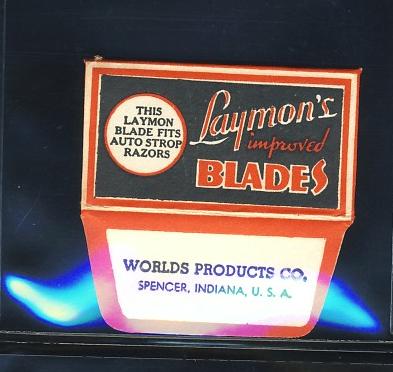 THIS
LAYMON
BLADE FITS
AUTO STROP
RAZORS
Laymon's
improved
BLADES
WORLDS PRODUCTS CO.
SPENCER, INDIANA, U. S. A.